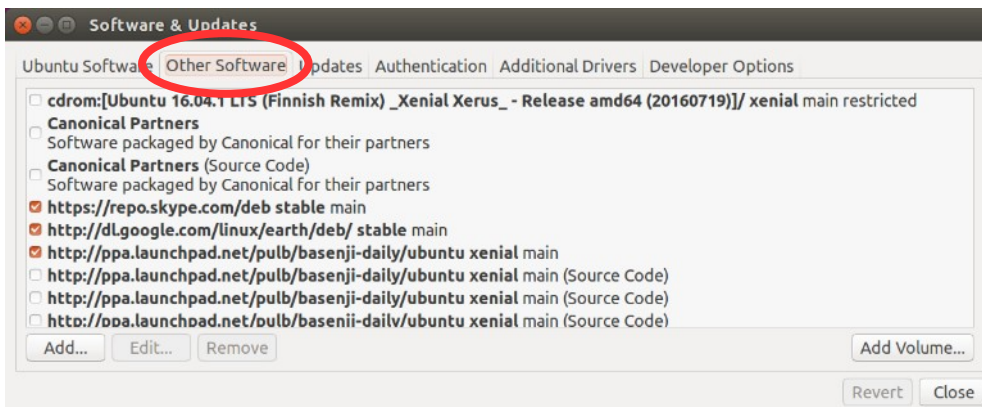 Software & Updates
Ubuntu Software Other Software Updates Authentication Additional Drivers Developer Options
cdrom:[Ubuntu 16.04.1 LTS (Finnish Remix) _Xenial Xerus_ - Release amd64 (20160719)]/ xenial main restricted
Canonical Partners
Software packaged by Canonical for their partners
Canonical Partners (Source Code)
Software packaged by Canonical for their partners
https://repo.skype.com/deb stable main
http://dl.google.com/linux/earth/deb/ stable main
http://ppa.launchpad.net/pulb/basenji-daily/ubuntu xenial main
http://ppa.launchpad.net/pulb/basenji-daily/ubuntu xenial main (Source Code)
http://ppa.launchpad.net/pulb/basenji-daily/ubuntu xenial main (Source Code)
http://ppa.launchpad.net/pulb/basenji-daily/ubuntu xenial main (Source Code)
Add... Edit... Remove Add Volume...
Revert Close